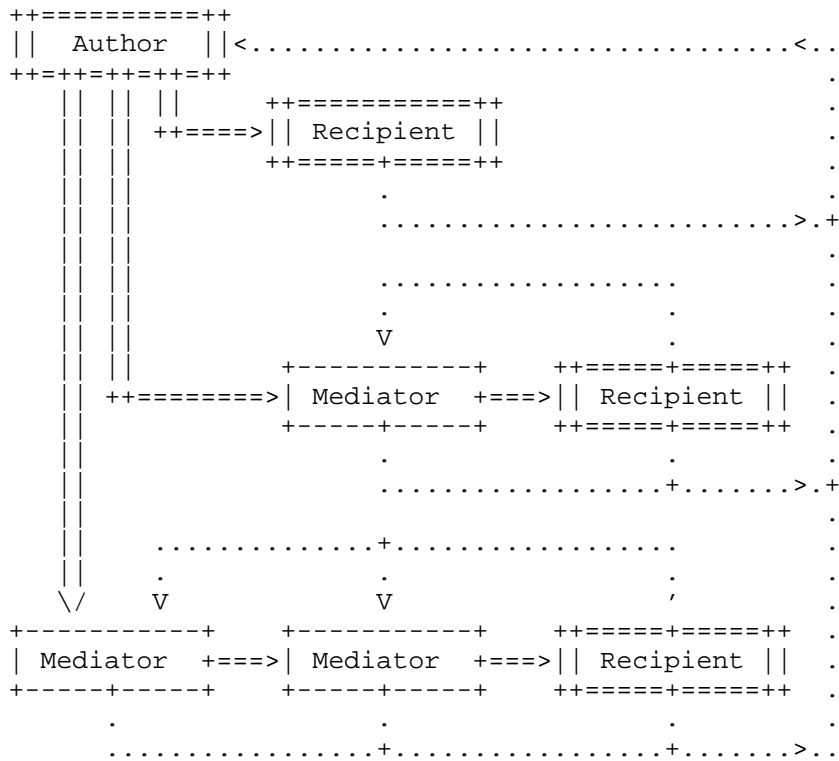 ++==========++
||  Author  ||<..................................<..
++=++=++=++=++                                     .
   || || ||     ++===========++                    .
   || || ++====>|| Recipient ||                    .
   || ||        ++=====+=====++                    .
   || ||               .                           .
   || ||               ..........................>.+
   || ||                                           .
   || ||               ...................         .
   || ||               .                 .         .
   || ||               V                 .         .
   || ||         +-----------+    ++=====+=====++  .
   || ++========>| Mediator  +===>|| Recipient ||  .
   ||            +-----+-----+    ++=====+=====++  .
   ||                  .                 .         .
   ||                  ..................+.......>.+
   ||                                              .
   ||    ..............+..................         .
   ||    .             .                 .         .
   \/    V             V                 '         .
+-----------+    +-----------+    ++=====+=====++  .
| Mediator  +===>| Mediator  +===>|| Recipient ||  .
+-----+-----+    +-----+-----+    ++=====+=====++  .
      .                .                 .         .
      .................+.................+.......>..